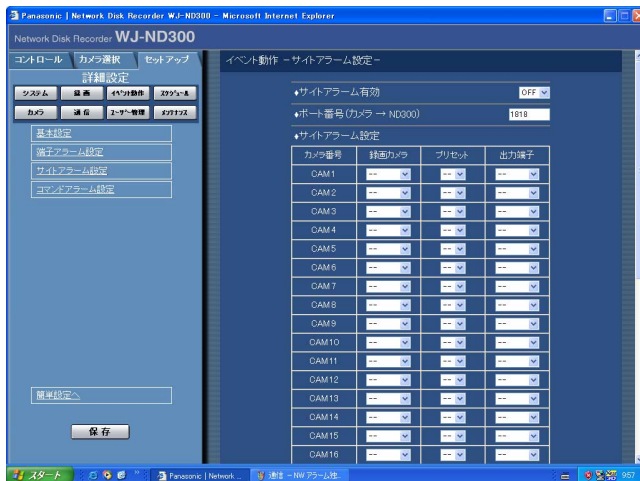 Panasonic | Network Disk Recorder WJ-ND300 - Microsoft Internet Explorer
Network Disk Recorder WJ-ND300
コントロール カメラ選択 セットアップ
詳細設定
システム 録画 イベント動作 スケジュール
カメラ 通信 ユーザー管理 メンテナンス
基本設定
端子アラーム設定
サイトアラーム設定
コマンドアラーム設定
簡単設定へ
保存
イベント動作 -サイトアラーム設定-
♦サイトアラーム有効 OFF
♦ポート番号(カメラ → ND300) 1818
♦サイトアラーム設定
カメラ番号 録画カメラ プリセット 出力端子
CAM1 -- -- --
CAM2 -- -- --
CAM3 -- -- --
CAM4 -- -- --
CAM5 -- -- --
CAM6 -- -- --
CAM7 -- -- --
CAM8 -- -- --
CAM9 -- -- --
CAM10 -- -- --
CAM11 -- -- --
CAM12 -- -- --
CAM13 -- -- --
CAM14 -- -- --
CAM15 -- -- --
CAM16 -- -- --
スタート Panasonic | Network ... 通信 -NWアラーム独... 9:57